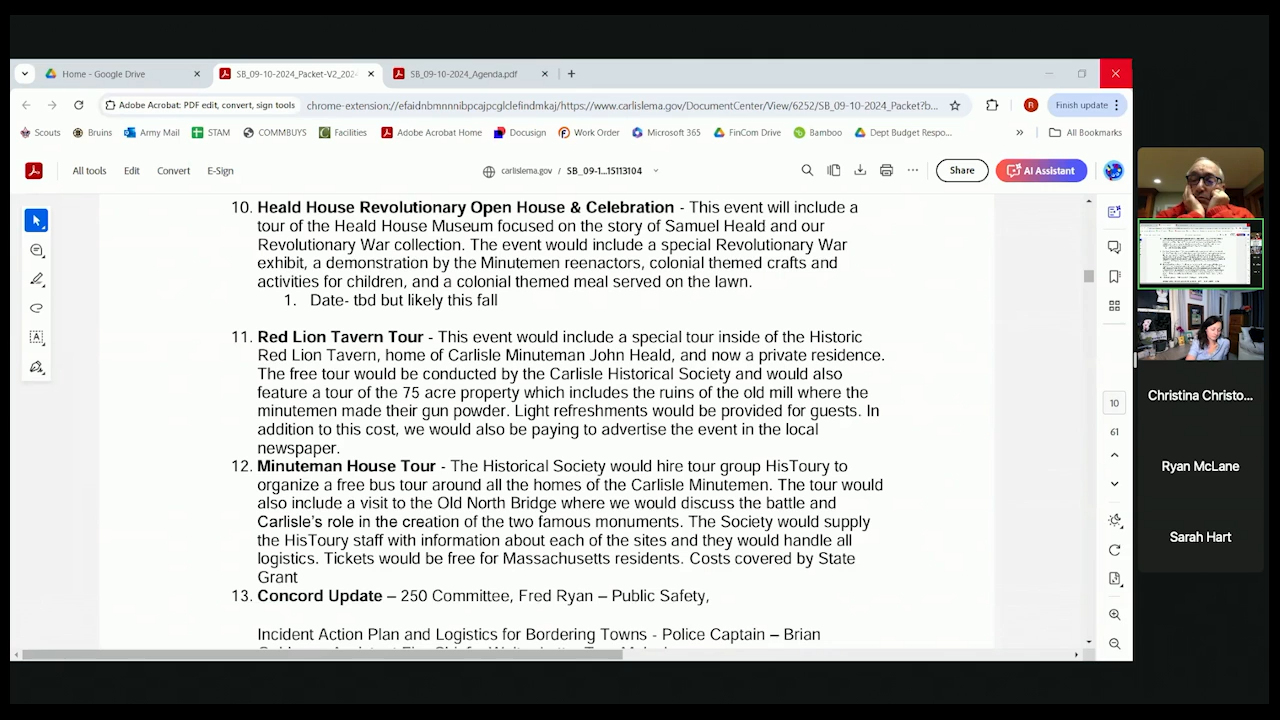 Home - Google Drive
SB_09-10-2024_Packet-V2_202
SB_09-10-2024_Agenda.pdf
Adobe Acrobat: PDF edit, convert, sign tools
chrome-extension://efaidnbmnnnibpcajpcglclefindmkaj/https://www.carlislema.gov/DocumentCenter/View/6252/SB_09-10-2024_Packet?b...
R
Finish update
Scouts
Bruins
Army Mail
STAM
COMMBUYS
Facilities
Adobe Acrobat Home
Docusign
Work Order
Microsoft 365
FinCom Drive
Bamboo
Dept Budget Respo...
»
All Bookmarks
All tools
Edit
Convert
E-Sign
carlislema.gov / SB_09-1...15113104
Share
AI Assistant
10. Heald House Revolutionary Open House & Celebration - This event will include a
tour of the Heald House Museum focused on the story of Samuel Heald and our
Revolutionary War collection. The event would include a special Revolutionary War
exhibit, a demonstration by the Minutemen reenactors, colonial themed crafts and
activities for children, and a colonial themed meal served on the lawn.
1. Date- tbd but likely this fall
11. Red Lion Tavern Tour - This event would include a special tour inside of the Historic
Red Lion Tavern, home of Carlisle Minuteman John Heald, and now a private residence.
The free tour would be conducted by the Carlisle Historical Society and would also
feature a tour of the 75 acre property which includes the ruins of the old mill where the
minutemen made their gun powder. Light refreshments would be provided for guests. In
addition to this cost, we would also be paying to advertise the event in the local
newspaper.
12. Minuteman House Tour - The Historical Society would hire tour group HisToury to
organize a free bus tour around all the homes of the Carlisle Minutemen. The tour would
also include a visit to the Old North Bridge where we would discuss the battle and
Carlisle's role in the creation of the two famous monuments. The Society would supply
the HisToury staff with information about each of the sites and they would handle all
logistics. Tickets would be free for Massachusetts residents. Costs covered by State
Grant
13. Concord Update – 250 Committee, Fred Ryan – Public Safety,
Incident Action Plan and Logistics for Bordering Towns - Police Captain – Brian
10
61
Christina Christo...
Ryan McLane
Sarah Hart